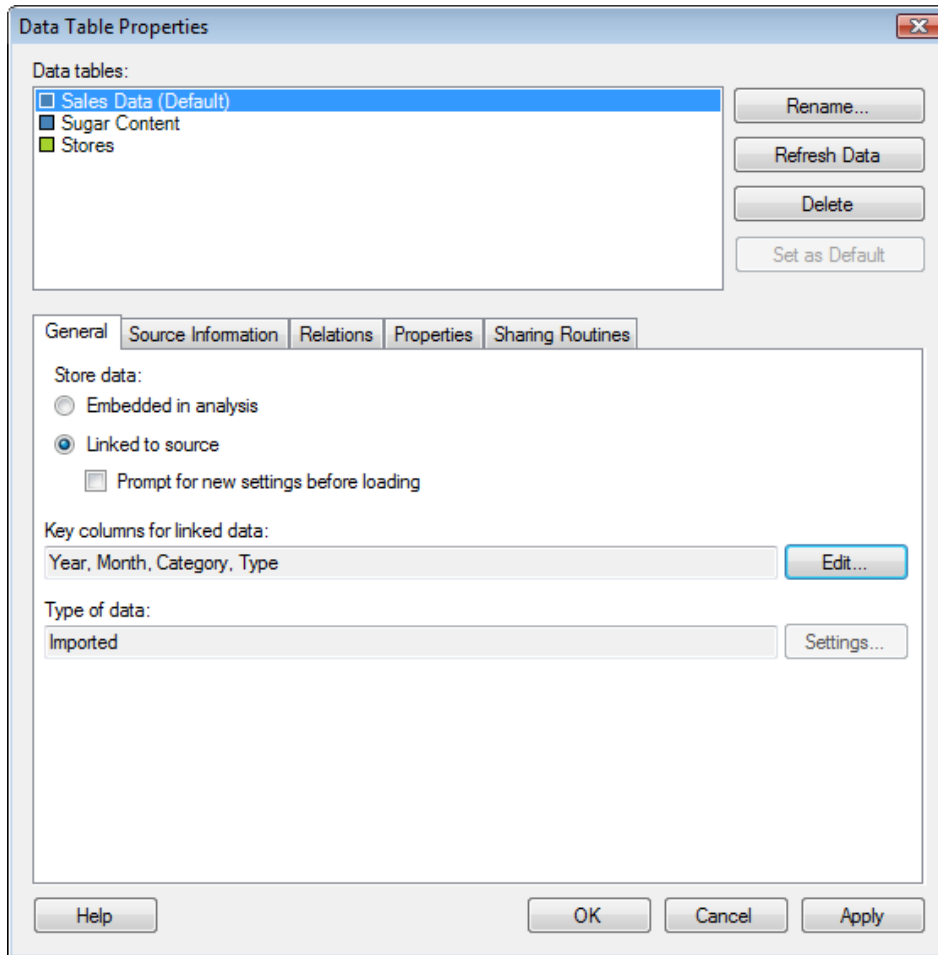 Data Table Properties
Data tables:
Sales Data (Default)
Rename...
Sugar Content
Stores
Refresh Data
Delete
Set as Default
General Source Information Relations Properties Sharing Routines
Store data:
Embedded in analysis
Linked to source
Prompt for new settings before loading
Key columns for linked data:
Year, Month, Category, Type Edit...
Type of data:
Imported Settings...
Help OK Cancel Apply